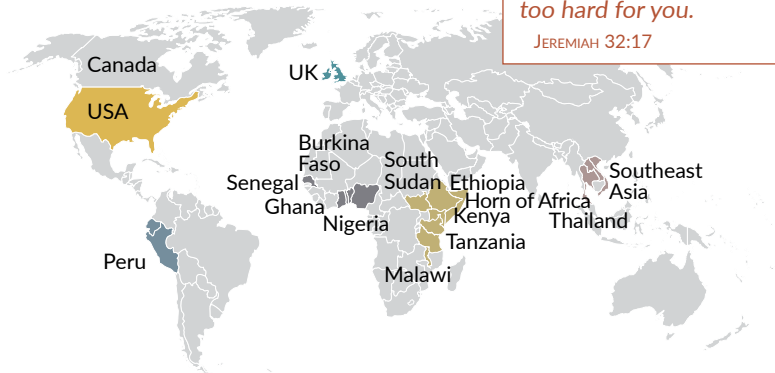 too hard for you.
JEREMIAH 32:17
Canada
UK
USA
Burkina
Faso
South
Sudan
Senegal
Ethiopia
Southeast
Asia
Ghana
Horn of Africa
Nigeria
Kenya
Thailand
Tanzania
Peru
Malawi